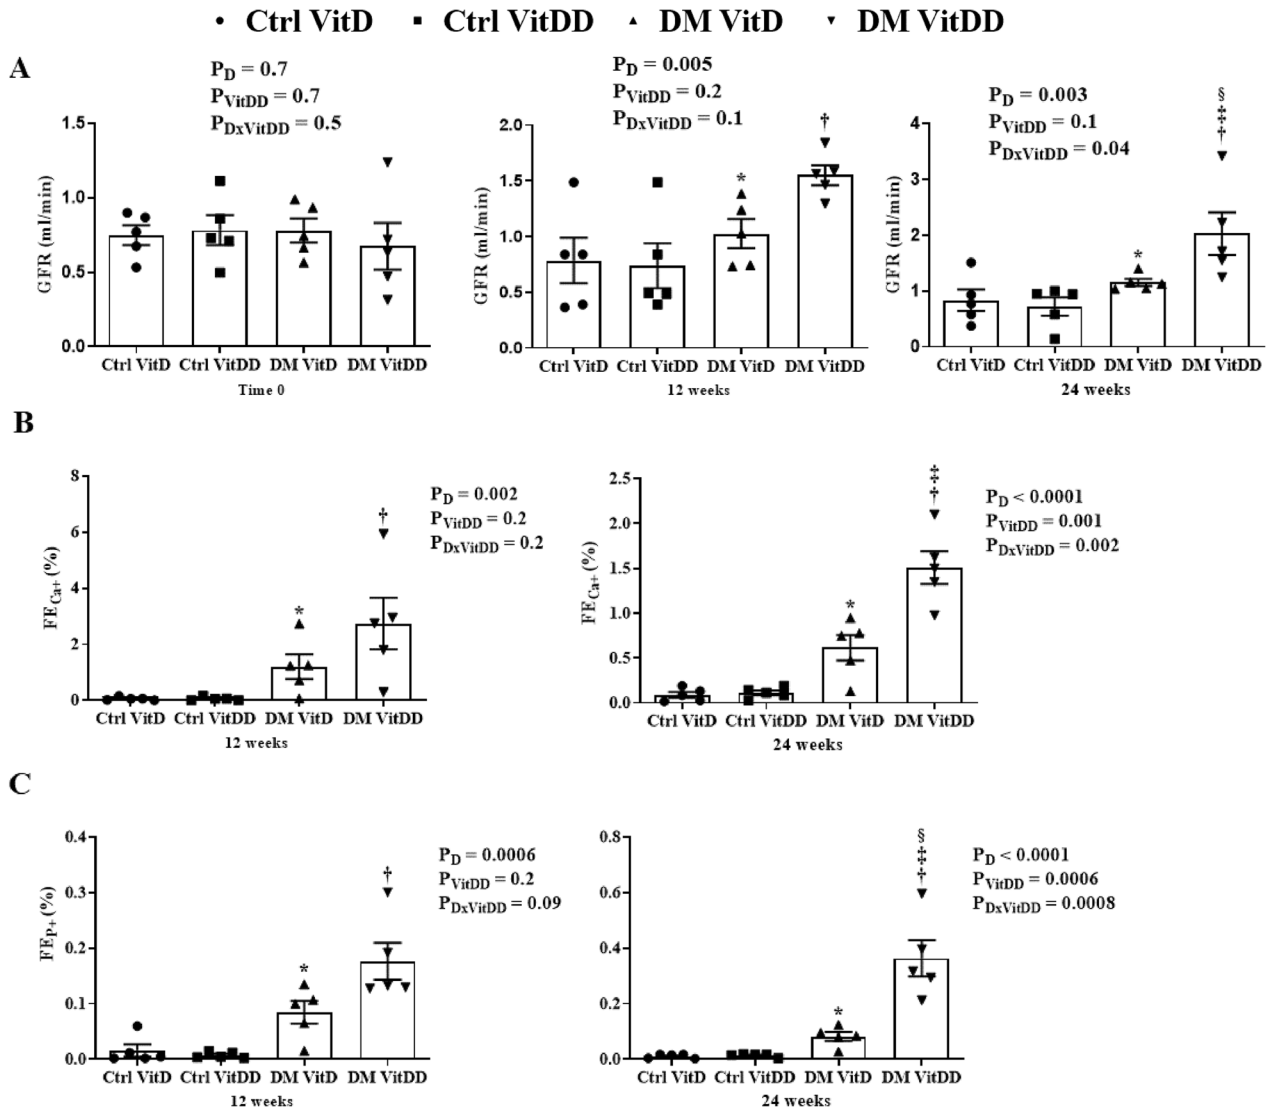 ● Ctrl VitD ■ Ctrl VitDD ▲ DM VitD ▼ DM VitDD
A
P_D = 0.7
P_VitDD = 0.7
P_DxVitDD = 0.5
1.5
1.0
0.5
0.0
GFR (ml/min)
Ctrl VitD Ctrl VitDD DM VitD DM VitDD
Time 0
P_D = 0.005
P_VitDD = 0.2
P_DxVitDD = 0.1
2.0
1.5
1.0
0.5
0.0
GFR (ml/min)
*
†
Ctrl VitD Ctrl VitDD DM VitD DM VitDD
12 weeks
P_D = 0.003
P_VitDD = 0.1
P_DxVitDD = 0.04
4
3
2
1
0
GFR (ml/min)
*
§
‡
†
Ctrl VitD Ctrl VitDD DM VitD DM VitDD
24 weeks
B
8
6
4
2
0
FE_Ca+ (%)
*
†
P_D = 0.002
P_VitDD = 0.2
P_DxVitDD = 0.2
Ctrl VitD Ctrl VitDD DM VitD DM VitDD
12 weeks
2.5
2.0
1.5
1.0
0.5
0.0
FE_Ca+ (%)
*
‡
†
P_D < 0.0001
P_VitDD = 0.001
P_DxVitDD = 0.002
Ctrl VitD Ctrl VitDD DM VitD DM VitDD
24 weeks
C
0.4
0.3
0.2
0.1
0.0
FE_P+ (%)
*
†
P_D = 0.0006
P_VitDD = 0.2
P_DxVitDD = 0.09
Ctrl VitD Ctrl VitDD DM VitD DM VitDD
12 weeks
0.8
0.6
0.4
0.2
0.0
*
§
‡
†
P_D < 0.0001
P_VitDD = 0.0006
P_DxVitDD = 0.0008
Ctrl VitD Ctrl VitDD DM VitD DM VitDD
24 weeks